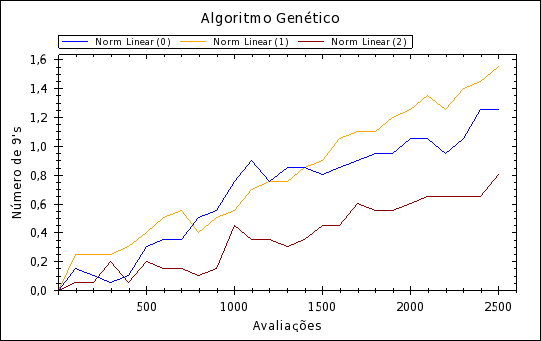 Algoritmo Genético
Norm Linear (0) Norm Linear (1) Norm Linear (2)
1,6
1,4
1,2
1,0
0,8
0,6
0,4
0,2
0,0
Número de 9's
500 1000 1500 2000 2500
Avaliações